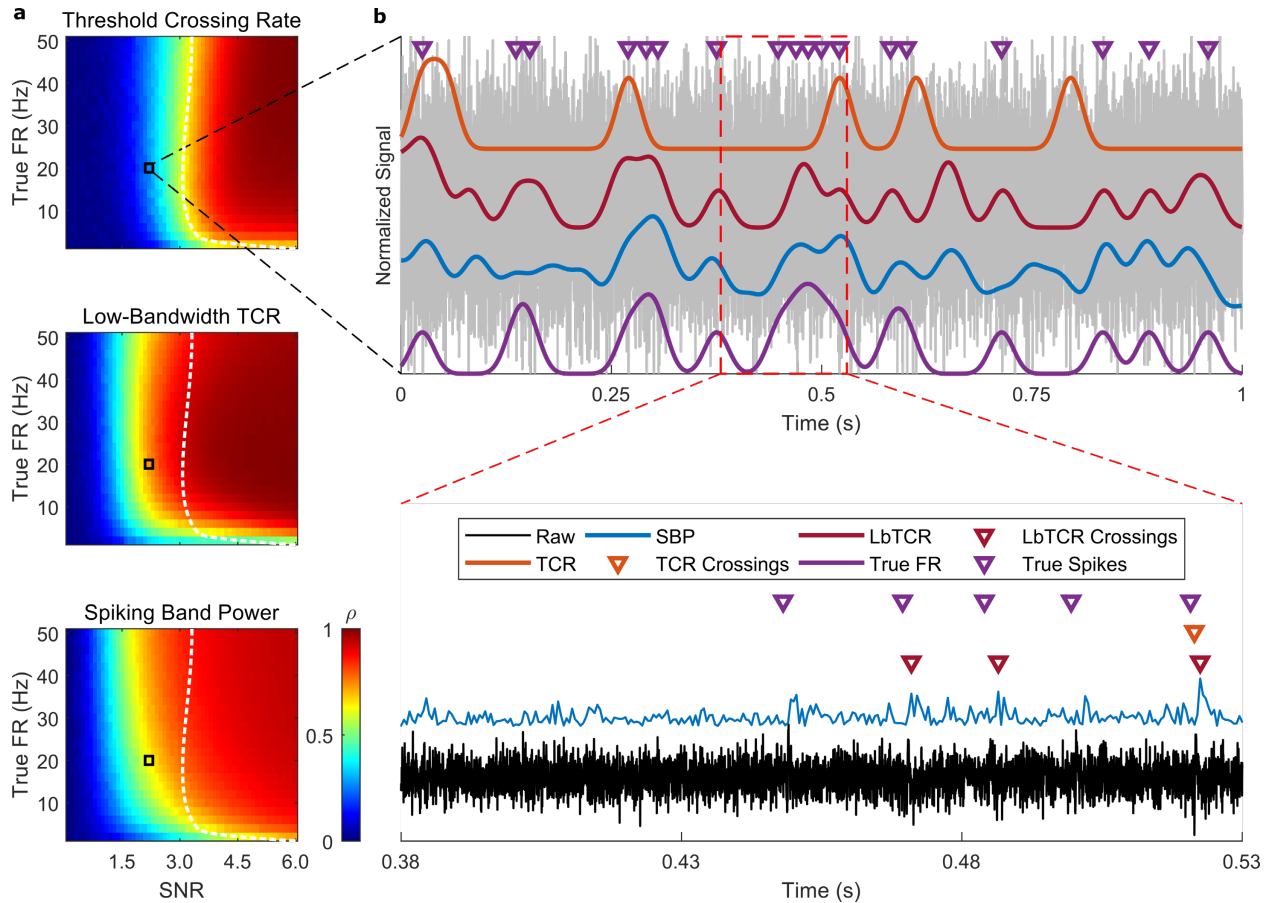 a
Threshold Crossing Rate
50
40
30
20
10
True FR (Hz)
Low-Bandwidth TCR
50
40
30
20
10
True FR (Hz)
Spiking Band Power
50
40
30
20
10
True FR (Hz)
1.5 3.0 4.5 6.0
SNR
ρ
1
0.5
0
b
Normalized Signal
0 0.25 0.5 0.75 1
Time (s)
Raw SBP LbTCR LbTCR Crossings
TCR TCR Crossings True FR True Spikes
0.38 0.43 0.48 0.53
Time (s)